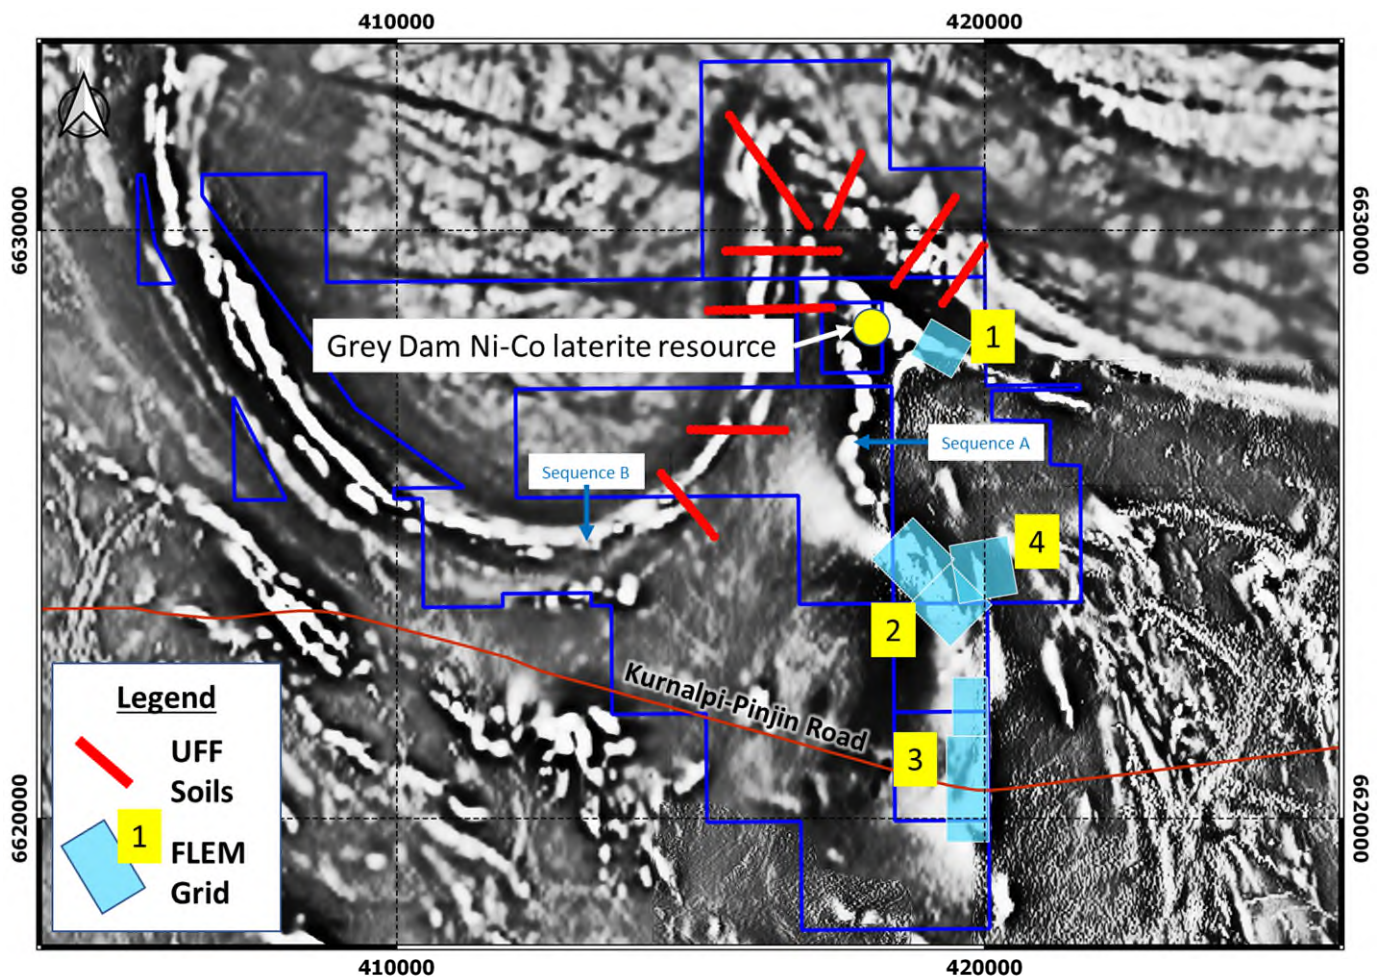 410000
420000
N
6630000
6630000
Grey Dam Ni-Co laterite resource
1
Sequence A
Sequence B
4
2
Kurnalpi-Pinjin Road
3
6620000
6620000
Legend
UFF
Soils
1
FLEM
Grid
410000
420000